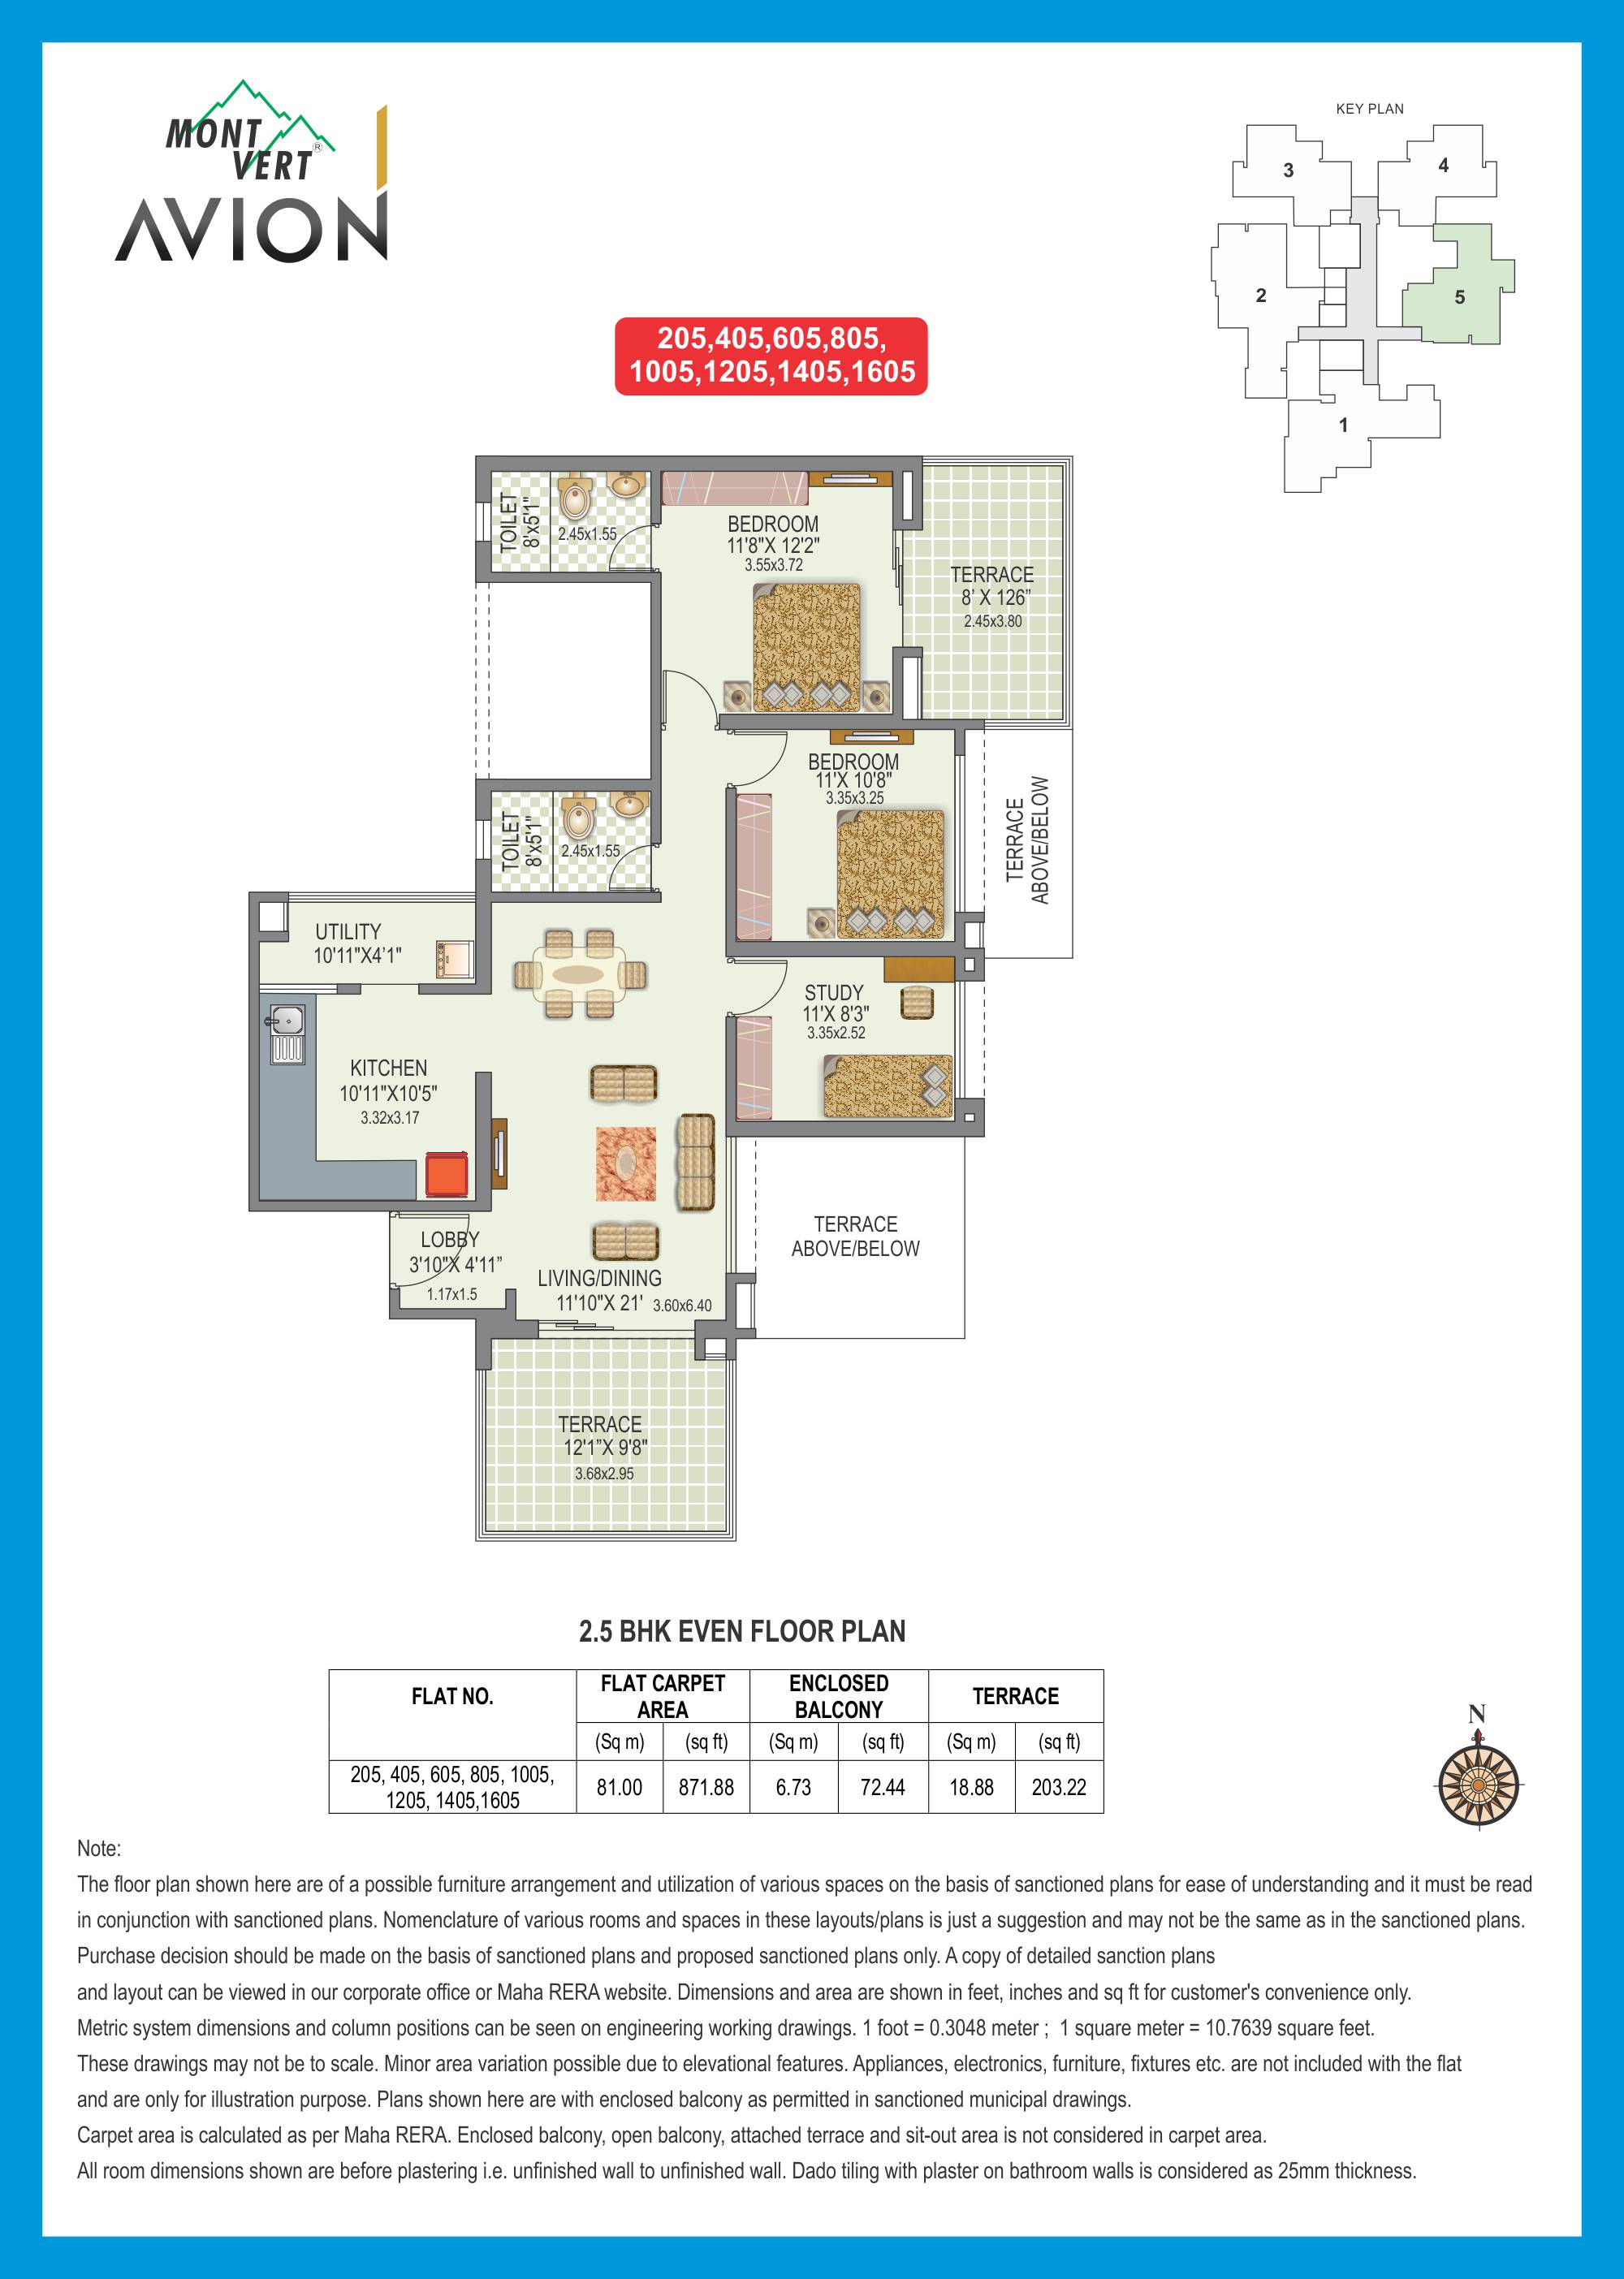 MONT
VERT®
AVION
KEY PLAN
3
4
2
5
1
205,405,605,805,
1005,1205,1405,1605
TOILET
8'x5'1"
2.45x1.55
BEDROOM
11'8"X 12'2"
3.55x3.72
TERRACE
8' X 126”
2.45x3.80
BEDROOM
11'X 10'8"
3.35x3.25
TERRACE
ABOVE/BELOW
TOILET
8'x5'1"
2.45x1.55
UTILITY
10'11"X4’1"
STUDY
11'X 8'3"
3.35x2.52
KITCHEN
10'11"X10'5"
3.32x3.17
LOBBY
3'10"X 4'11”
1.17x1.5
TERRACE
ABOVE/BELOW
LIVING/DINING
11'10"X 21' 3.60x6.40
TERRACE
12'1”X 9'8"
3.68x2.95
2.5 BHK EVEN FLOOR PLAN
FLAT NO. FLAT CARPET AREA ENCLOSED BALCONY TERRACE
(Sq m) (sq ft) (Sq m) (sq ft) (Sq m) (sq ft)
205, 405, 605, 805, 1005,
1205, 1405,1605 81.00 871.88 6.73 72.44 18.88 203.22
N
Note:
The floor plan shown here are of a possible furniture arrangement and utilization of various spaces on the basis of sanctioned plans for ease of understanding and it must be read
in conjunction with sanctioned plans. Nomenclature of various rooms and spaces in these layouts/plans is just a suggestion and may not be the same as in the sanctioned plans.
Purchase decision should be made on the basis of sanctioned plans and proposed sanctioned plans only. A copy of detailed sanction plans
and layout can be viewed in our corporate office or Maha RERA website. Dimensions and area are shown in feet, inches and sq ft for customer's convenience only.
Metric system dimensions and column positions can be seen on engineering working drawings. 1 foot = 0.3048 meter ; 1 square meter = 10.7639 square feet.
These drawings may not be to scale. Minor area variation possible due to elevational features. Appliances, electronics, furniture, fixtures etc. are not included with the flat
and are only for illustration purpose. Plans shown here are with enclosed balcony as permitted in sanctioned municipal drawings.
Carpet area is calculated as per Maha RERA. Enclosed balcony, open balcony, attached terrace and sit-out area is not considered in carpet area.
All room dimensions shown are before plastering i.e. unfinished wall to unfinished wall. Dado tiling with plaster on bathroom walls is considered as 25mm thickness.